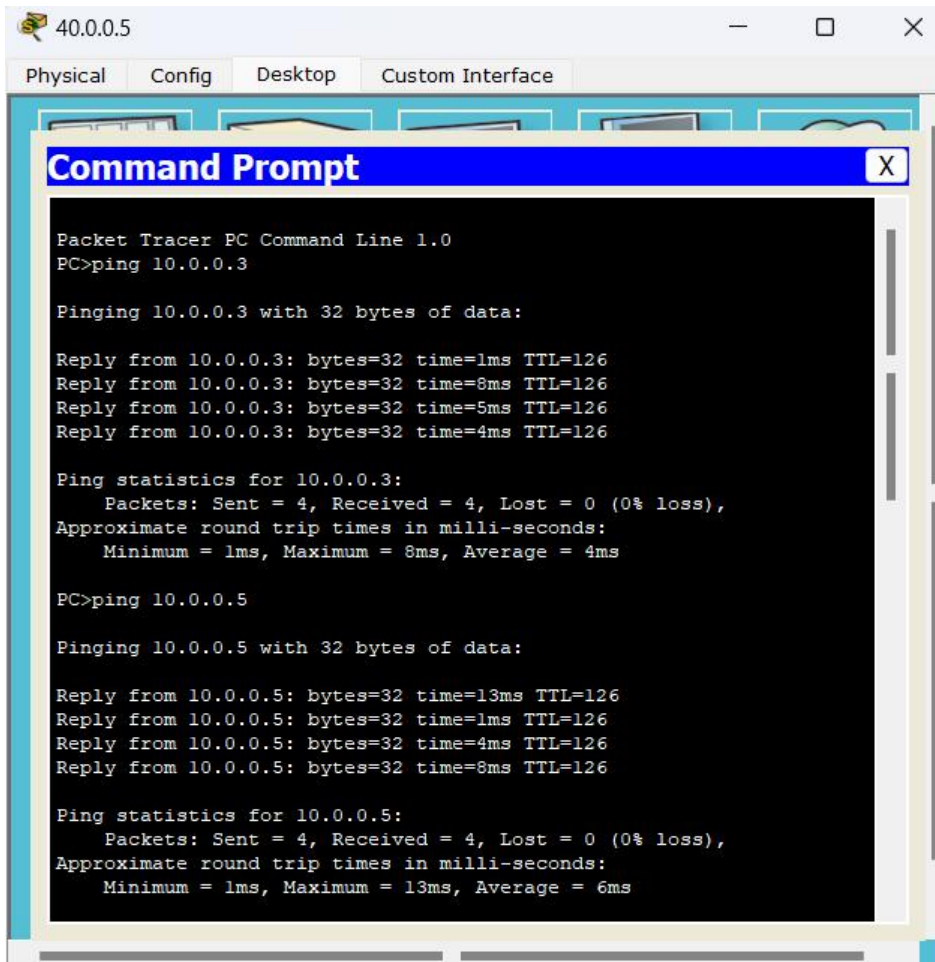 40.0.0.5
Physical Config Desktop Custom Interface
Command Prompt X
Packet Tracer PC Command Line 1.0
PC>ping 10.0.0.3
Pinging 10.0.0.3 with 32 bytes of data:
Reply from 10.0.0.3: bytes=32 time=1ms TTL=126
Reply from 10.0.0.3: bytes=32 time=8ms TTL=126
Reply from 10.0.0.3: bytes=32 time=5ms TTL=126
Reply from 10.0.0.3: bytes=32 time=4ms TTL=126
Ping statistics for 10.0.0.3:
Packets: Sent = 4, Received = 4, Lost = 0 (0% loss),
Approximate round trip times in milli-seconds:
Minimum = 1ms, Maximum = 8ms, Average = 4ms
PC>ping 10.0.0.5
Pinging 10.0.0.5 with 32 bytes of data:
Reply from 10.0.0.5: bytes=32 time=13ms TTL=126
Reply from 10.0.0.5: bytes=32 time=1ms TTL=126
Reply from 10.0.0.5: bytes=32 time=4ms TTL=126
Reply from 10.0.0.5: bytes=32 time=8ms TTL=126
Ping statistics for 10.0.0.5:
Packets: Sent = 4, Received = 4, Lost = 0 (0% loss),
Approximate round trip times in milli-seconds:
Minimum = 1ms, Maximum = 13ms, Average = 6ms